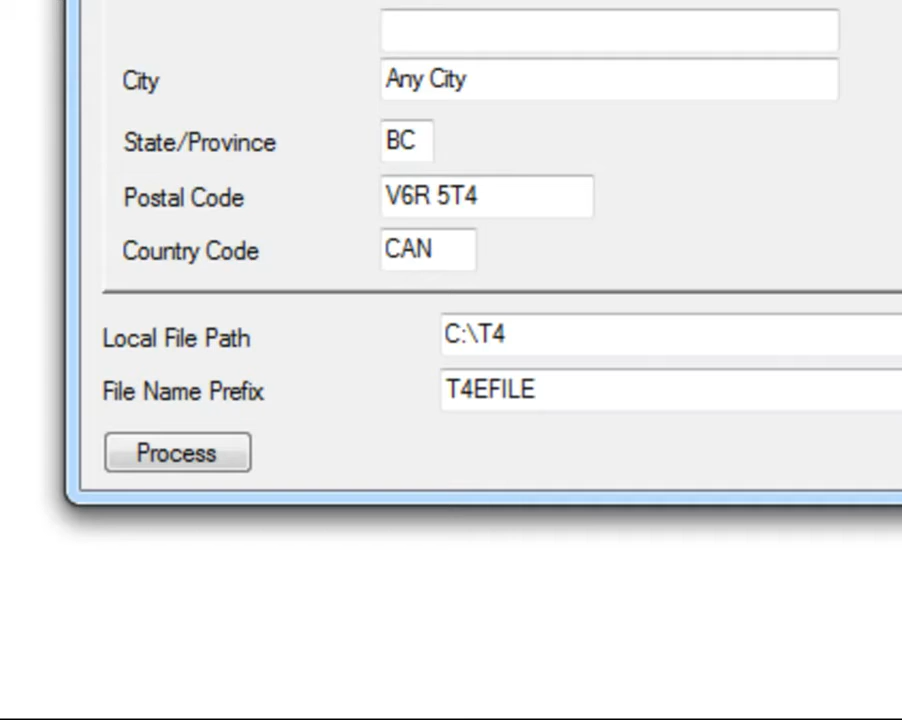 City Any City
State/Province BC
Postal Code V6R 5T4
Country Code CAN
Local File Path C:\T4
File Name Prefix T4EFILE
Process